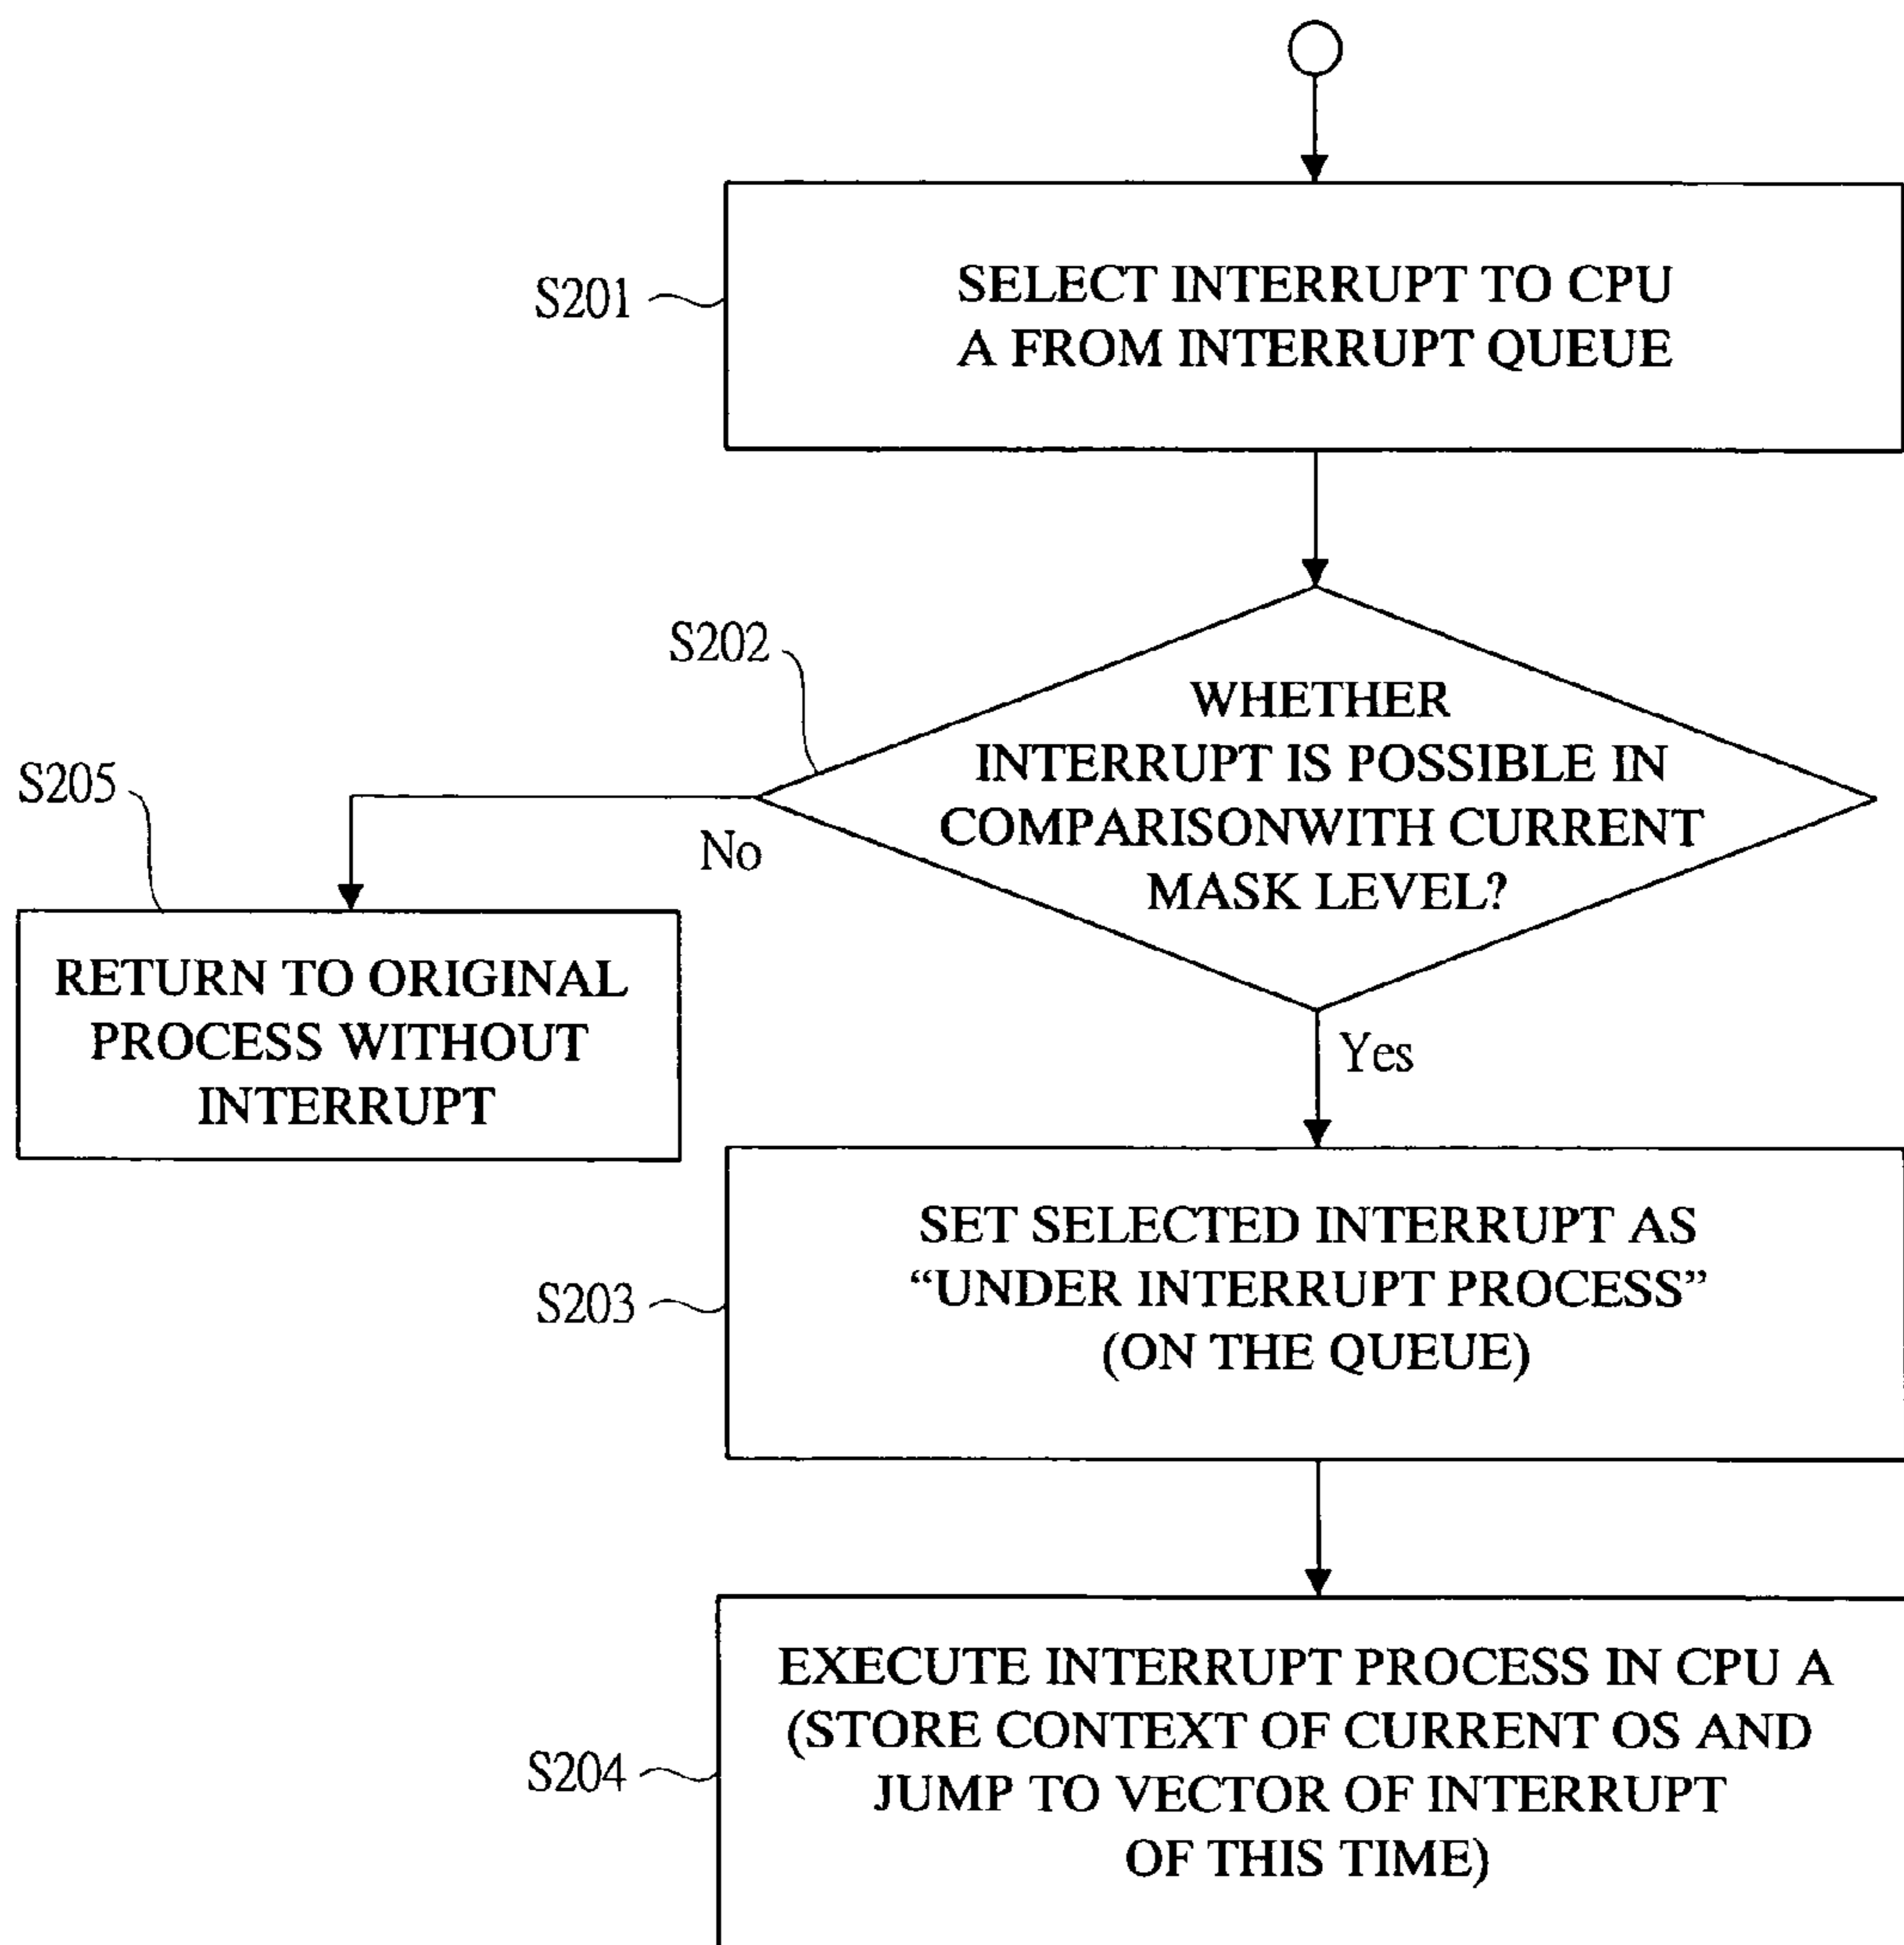 S201
SELECT INTERRUPT TO CPU
A FROM INTERRUPT QUEUE
S202
WHETHER
INTERRUPT IS POSSIBLE IN
COMPARISONWITH CURRENT
MASK LEVEL?
No
Yes
S205
RETURN TO ORIGINAL
PROCESS WITHOUT
INTERRUPT
S203
SET SELECTED INTERRUPT AS
“UNDER INTERRUPT PROCESS”
(ON THE QUEUE)
S204
EXECUTE INTERRUPT PROCESS IN CPU A
(STORE CONTEXT OF CURRENT OS AND
JUMP TO VECTOR OF INTERRUPT
OF THIS TIME)